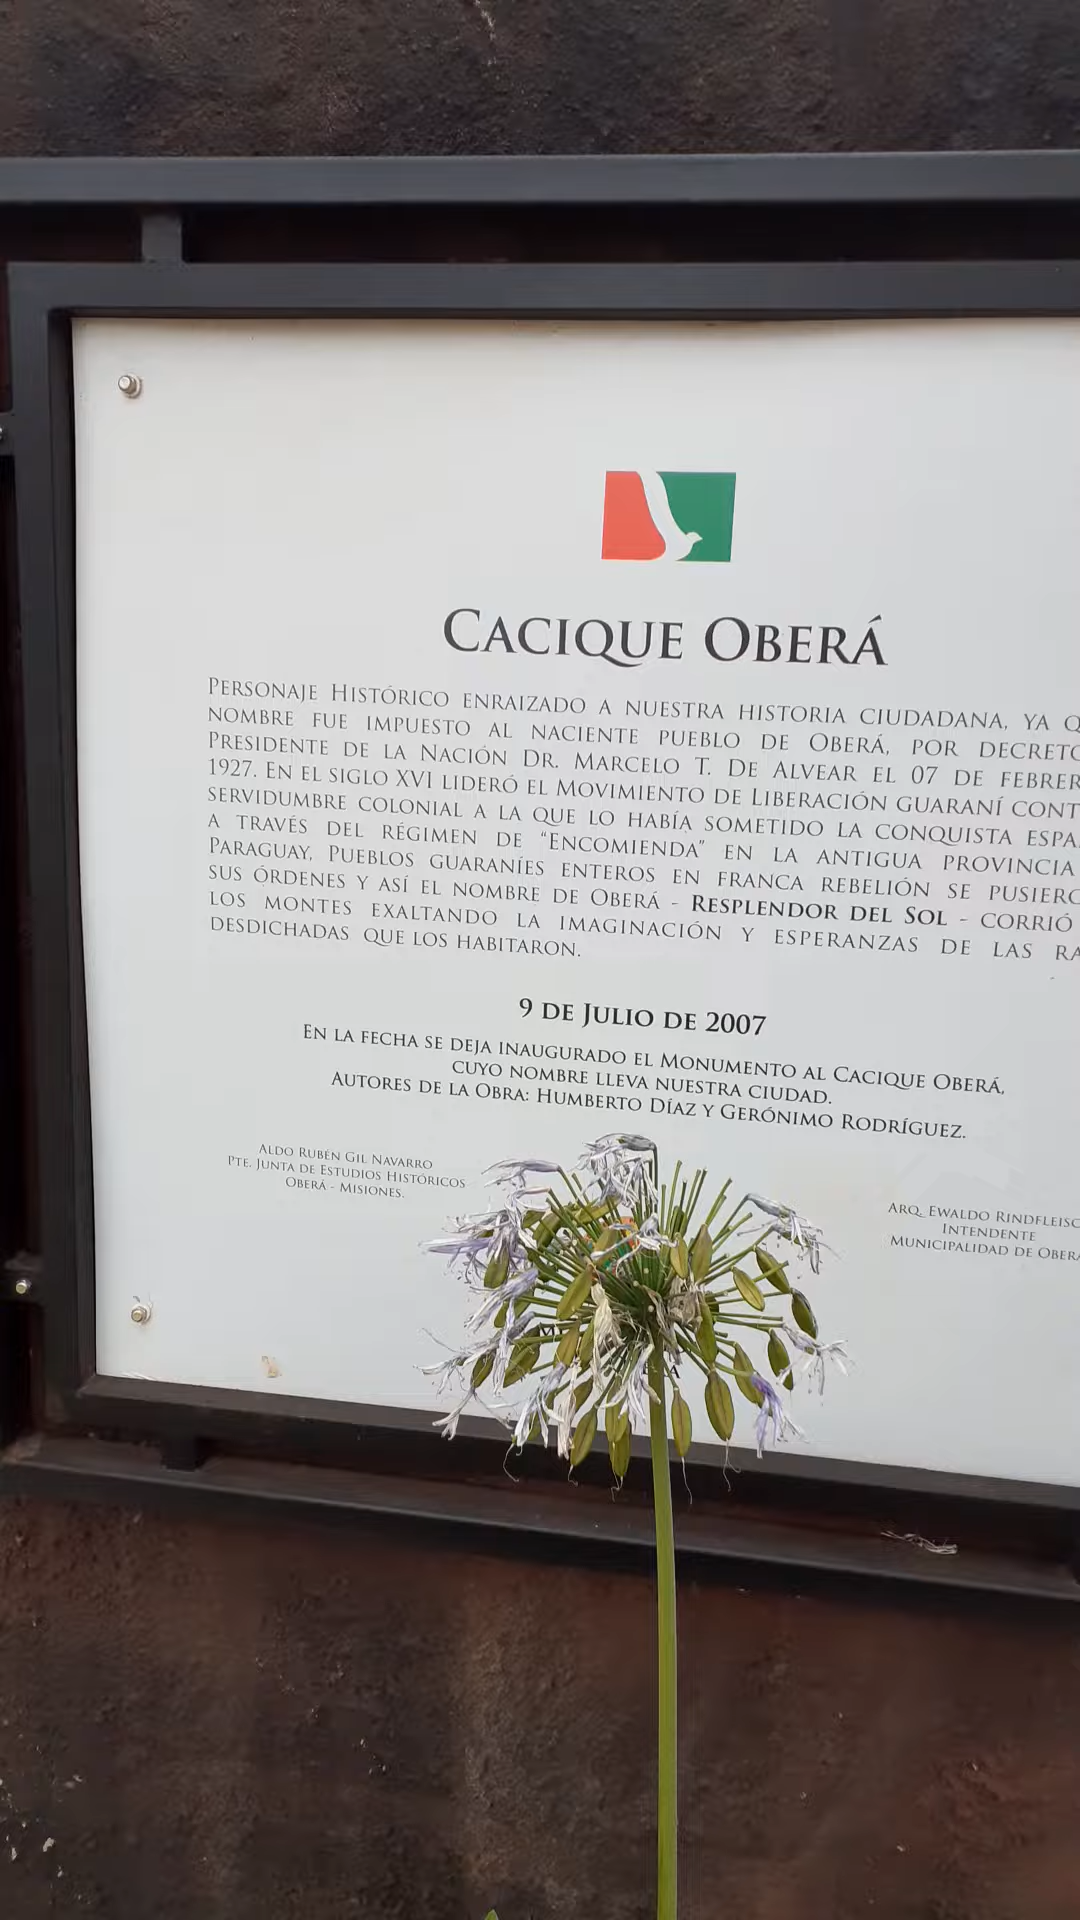 Cacique Oberá
Personaje Histórico enraizado a nuestra historia ciudadana, ya
nombre fue impuesto al naciente pueblo de Oberá, por decreto
Presidente de la Nación Dr. Marcelo T. De Alvear el 07 de
1927. En el siglo XVI lideró el Movimiento de Liberación Guaraní
servidumbre colonial a la que lo había sometido la conquista
a través del régimen de "Encomienda" en la antigua provincia
Paraguay, Pueblos guaraníes enteros en franca rebelión se
sus órdenes y así el nombre de Oberá - Resplendor del Sol - corrió
los montes exaltando la imaginación y esperanzas de las
desdichadas que los habitaron.
9 de Julio de 2007
En la fecha se deja inaugurado el Monumento al Cacique Oberá,
cuyo nombre lleva nuestra ciudad.
Autores de la Obra: Humberto Díaz y Gerónimo Rodríguez.
Aldo Rubén Gil Navarro
Pte. Junta de Estudios Históricos
Oberá - Misiones.
Arq. Ewaldo
Intendente
Municipalidad de